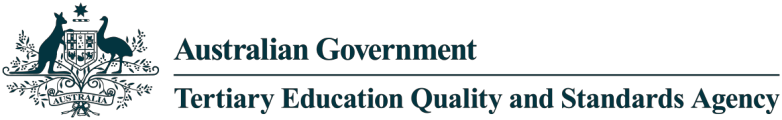 Australian Government
Tertiary Education Quality and Standards Agency
AUSTRALIA